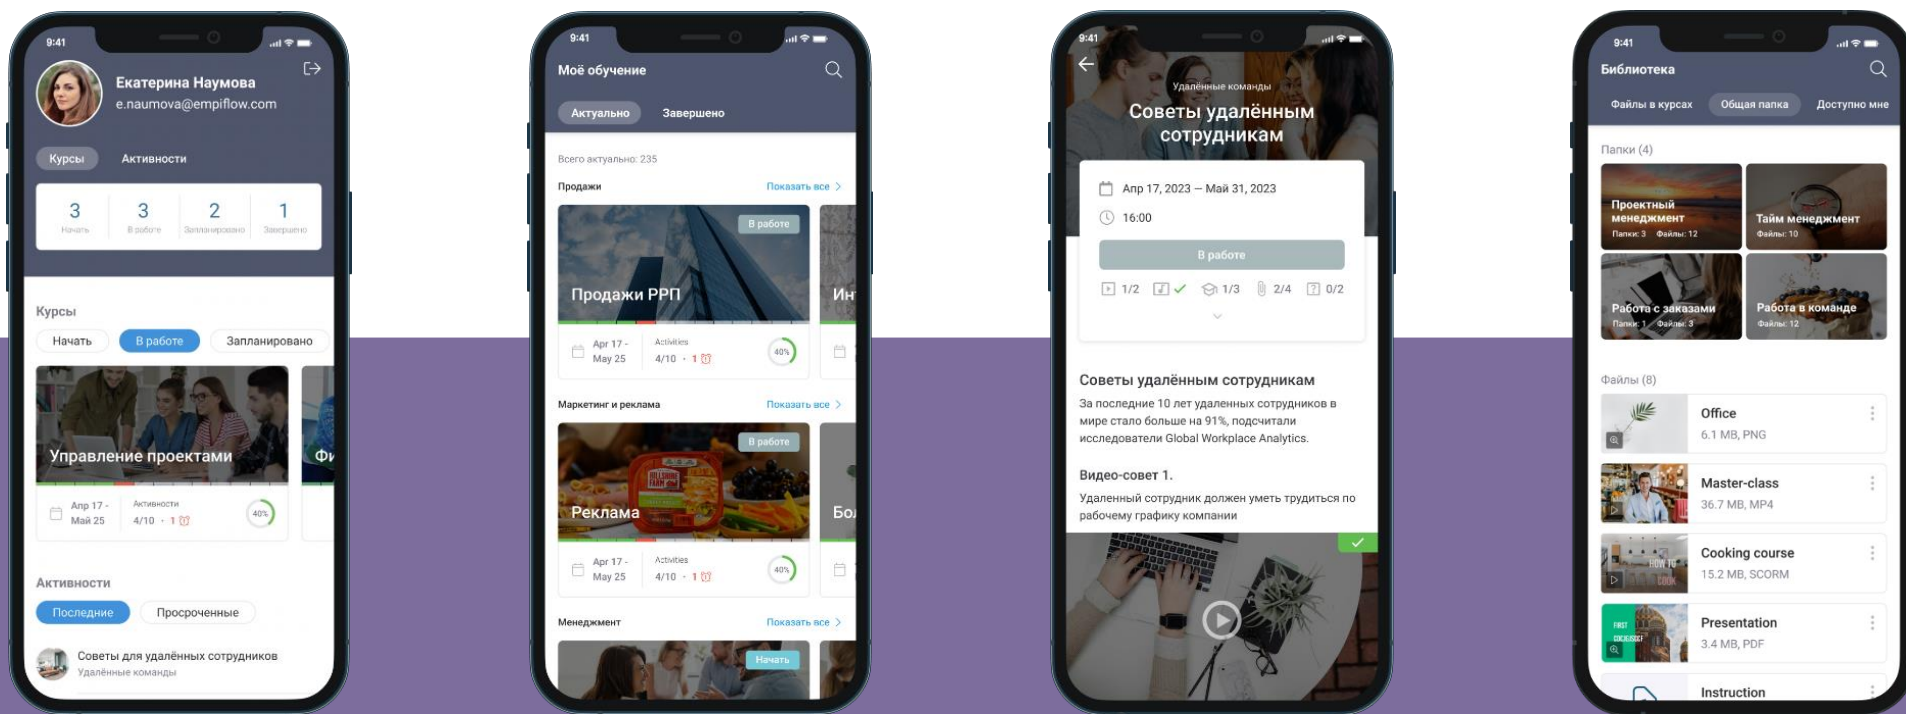 9:41
Екатерина Наумова
e.naumova@empiflow.com
Курсы
Активности
3
3
2
1
Начать
В работе
Запланировано
Завершено
Курсы
Начать
В работе
Запланировано
Управление проектами
Фи
Апр 17 -
Май 25
Активности
4/10 · 1
40%
Активности
Последние
Просроченные
Советы для удалённых сотрудников
Удалённые команды
9:41
Моё обучение
Актуально
Завершено
Всего актуально: 235
Продажи
Показать все >
В работе
Продажи РРП
Ин
Apr 17 -
May 25
Activities
4/10 · 1
40%
Маркетинг и реклама
Показать все >
В работе
HILLSHIRE
FARM
Реклама
Бо
Apr 17 -
May 25
Activities
4/10 · 1
40%
Менеджмент
Показать все >
Начать
9:41
Удалённые команды
Советы удалённым
сотрудникам
Апр 17, 2023 — Май 31, 2023
16:00
В работе
1/2
1/3
2/4
0/2
Советы удалённым сотрудникам
За последние 10 лет удаленных сотрудников в
мире стало больше на 91%, подсчитали
исследователи Global Workplace Analytics.
Видео-совет 1.
Удаленный сотрудник должен уметь трудиться по
рабочему графику компании
9:41
Библиотека
Файлы в курсах
Общая папка
Доступно мне
Папки (4)
Проектный
менеджмент
Папки: 3 Файлы: 12
Тайм менеджмент
Файлы: 10
Работа с заказами
Папки: 1 Файлы: 3
Работа в команде
Файлы: 12
Файлы (8)
Office
6.1 MB, PNG
Master-class
36.7 MB, MP4
HOW TO
COOK
Cooking course
15.2 MB, SCORM
FIRST
Presentation
3.4 MB, PDF
Instruction